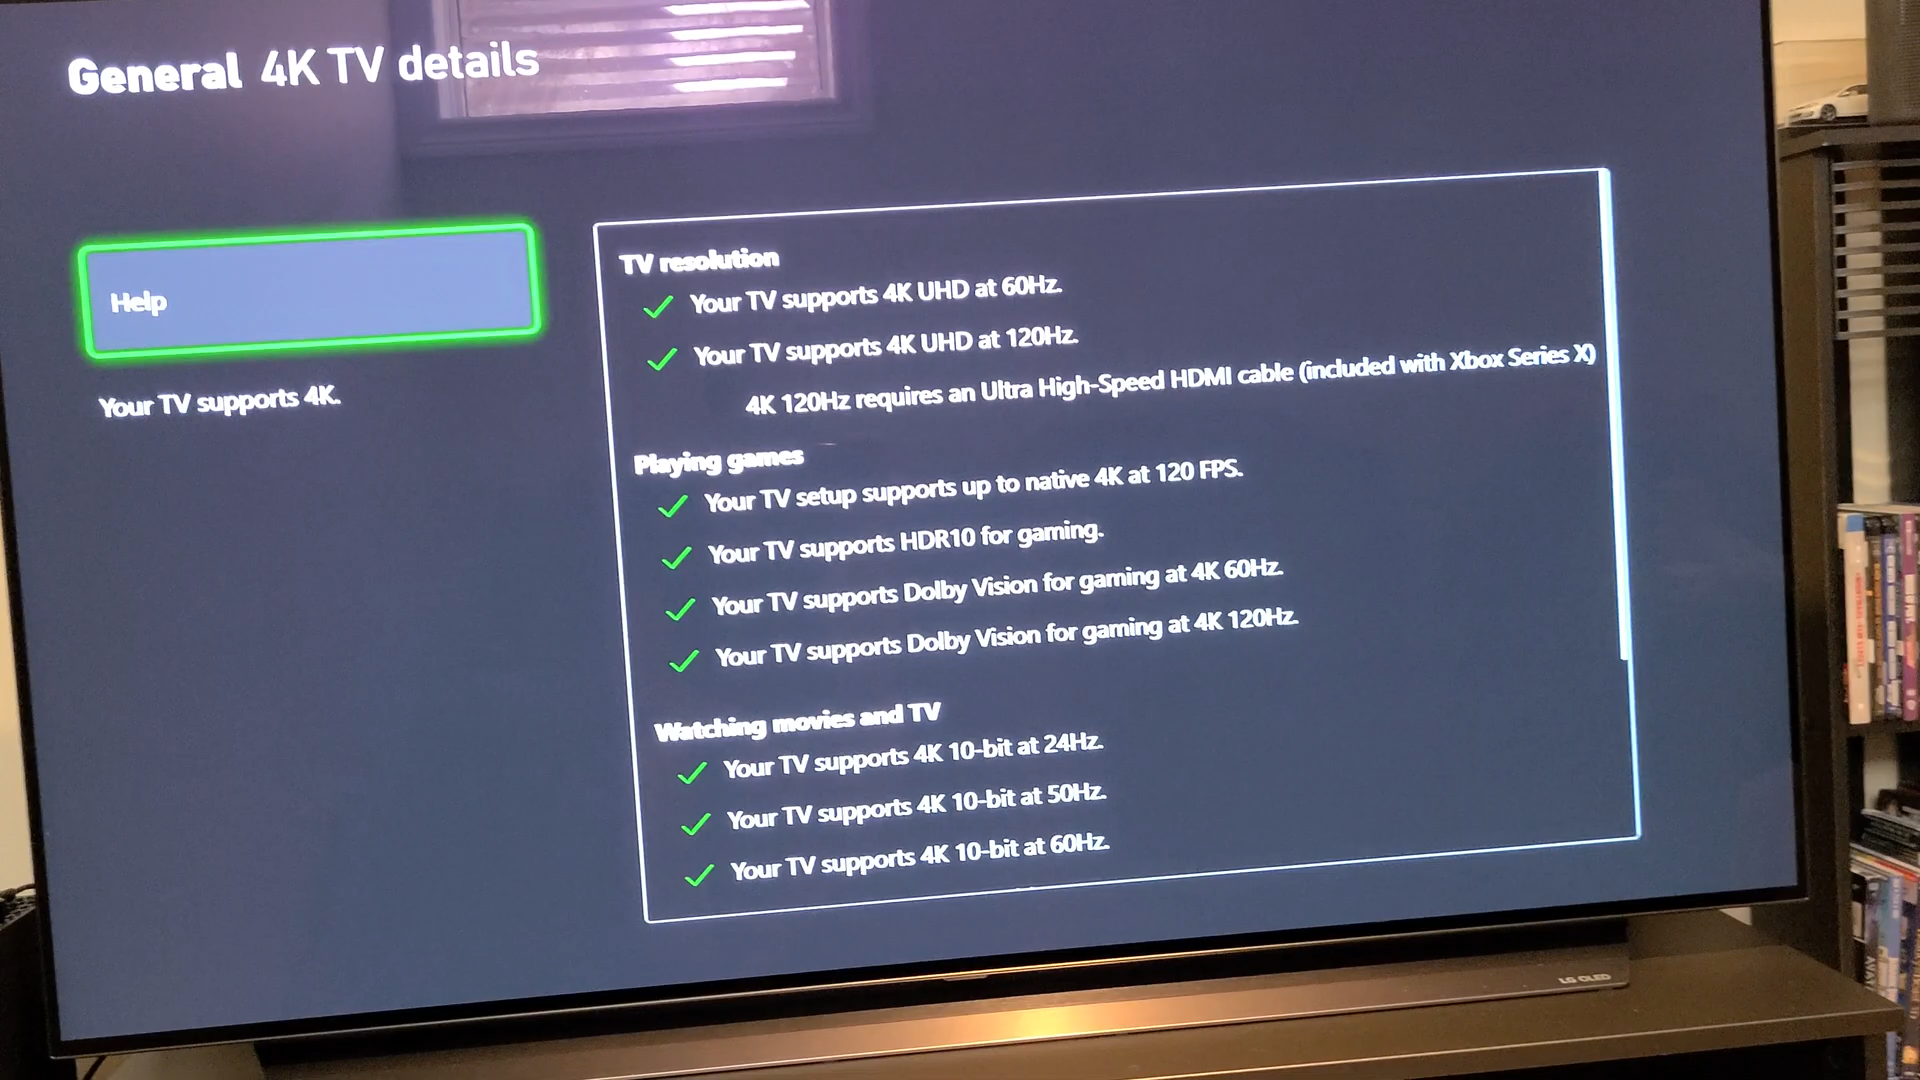 General 4K TV details
Help
Your TV supports 4K.
TV resolution
Your TV supports 4K UHD at 60Hz.
Your TV supports 4K UHD at 120Hz.
4K 120Hz requires an Ultra High-Speed HDMI cable (included with Xbox Series X)
Playing games
Your TV setup supports up to native 4K at 120 FPS.
Your TV supports HDR10 for gaming.
Your TV supports Dolby Vision for gaming at 4K 60Hz.
Your TV supports Dolby Vision for gaming at 4K 120Hz.
Watching movies and TV
Your TV supports 4K 10-bit at 24Hz.
Your TV supports 4K 10-bit at 50Hz.
Your TV supports 4K 10-bit at 60Hz.
LG OLED